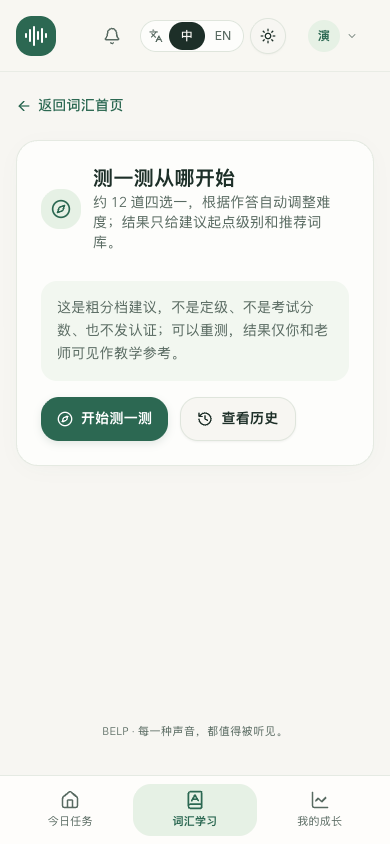 中 EN 演
返回词汇首页
测一测从哪开始
约 12 道四选一，根据作答自动调整难
度；结果只给建议起点级别和推荐词
库。
这是粗分档建议，不是定级、不是考试分
数、也不发认证；可以重测，结果仅你和老
师可见作教学参考。
开始测一测 查看历史
BELP · 每一种声音，都值得被听见。
今日任务 词汇学习 我的成长